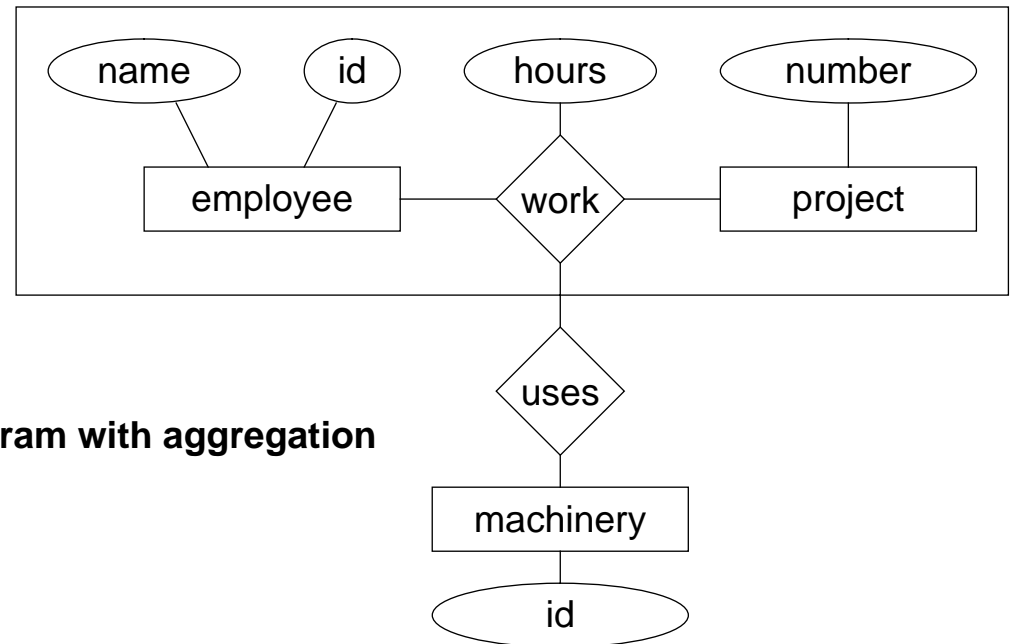 name id hours number
employee work project
uses
ram with aggregation
machinery
id